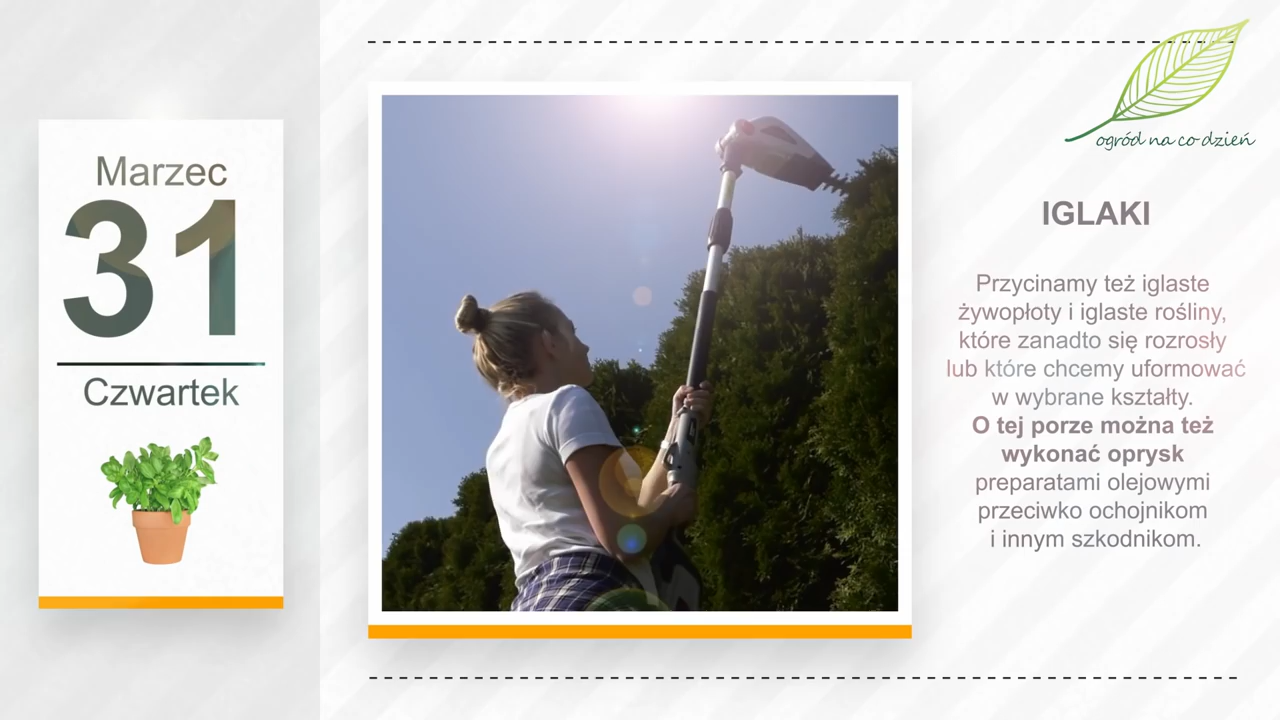 Marzec
31
Czwartek
ogród na co dzień
IGLAKI
Przycinamy też iglaste
żywopłoty i iglaste rośliny,
które zanadto się rozrosły
lub które chcemy uformować
w wybrane kształty.
O tej porze można też
wykonać oprysk
preparatami olejowymi
przeciwko ochojnikom
i innym szkodnikom.